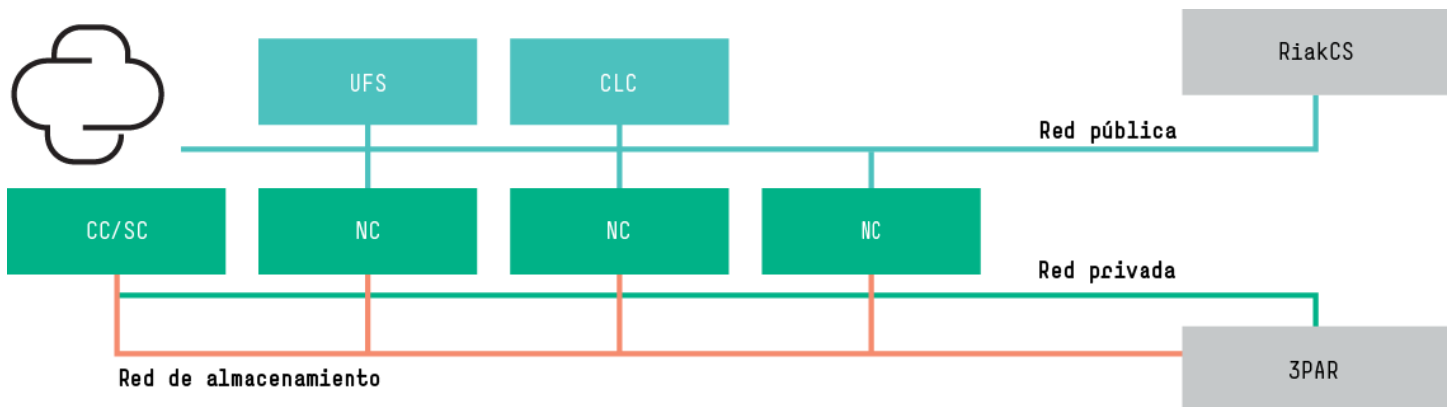 RiakCS
UFS
CLC
Red pública
CC/SC
NC
NC
NC
Red privada
3PAR
Red de almacenamiento